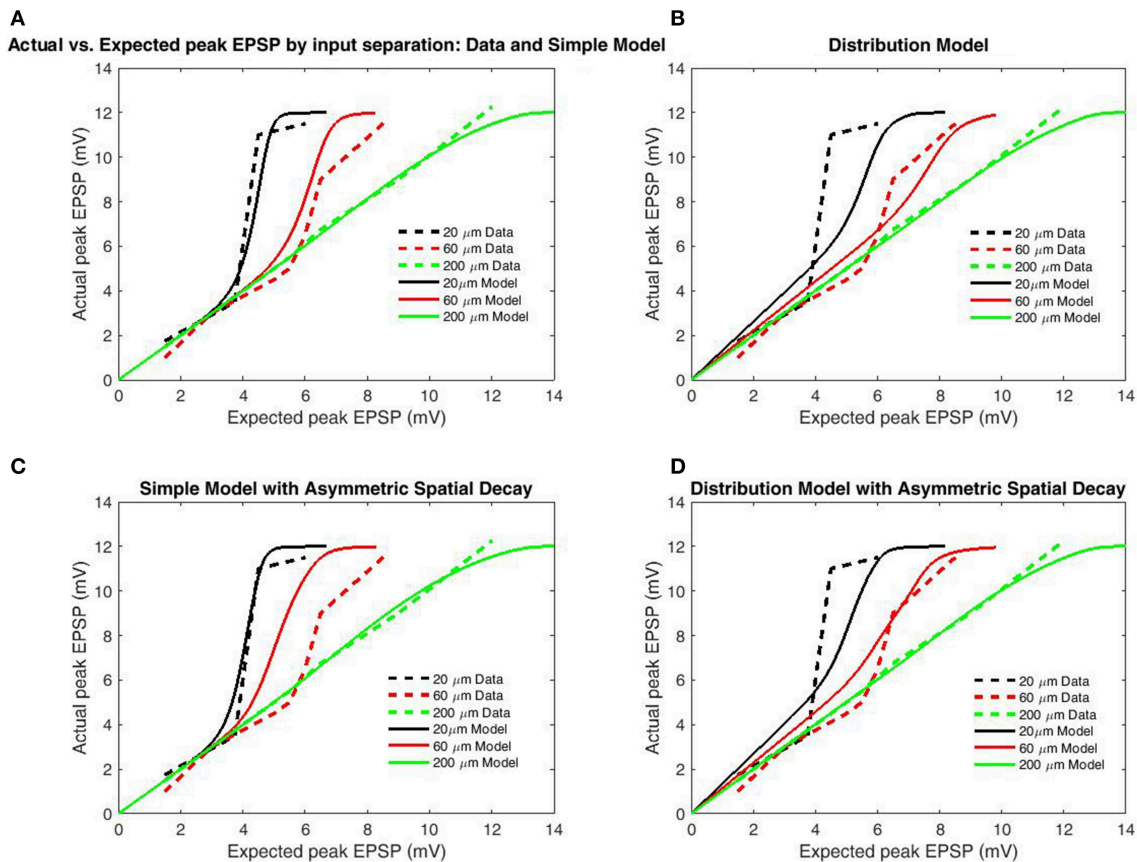 A
Actual vs. Expected peak EPSP by input separation: Data and Simple Model
14
12
10
8
6
4
2
0
Actual peak EPSP (mV)
20 μm Data
60 μm Data
200 μm Data
20μm Model
60 μm Model
200 μm Model
0 2 4 6 8 10 12 14
Expected peak EPSP (mV)
B
Distribution Model
14
12
10
8
6
4
2
0
Actual peak EPSP (mV)
20 μm Data
60 μm Data
200 μm Data
20μm Model
60 μm Model
200 μm Model
0 2 4 6 8 10 12 14
Expected peak EPSP (mV)
C
Simple Model with Asymmetric Spatial Decay
14
12
10
8
6
4
2
0
Actual peak EPSP (mV)
20 μm Data
60 μm Data
200 μm Data
20μm Model
60 μm Model
200 μm Model
0 2 4 6 8 10 12 14
Expected peak EPSP (mV)
D
Distribution Model with Asymmetric Spatial Decay
14
12
10
8
6
4
2
0
Actual peak EPSP (mV)
20 μm Data
60 μm Data
200 μm Data
20μm Model
60 μm Model
200 μm Model
0 2 4 6 8 10 12 14
Expected peak EPSP (mV)